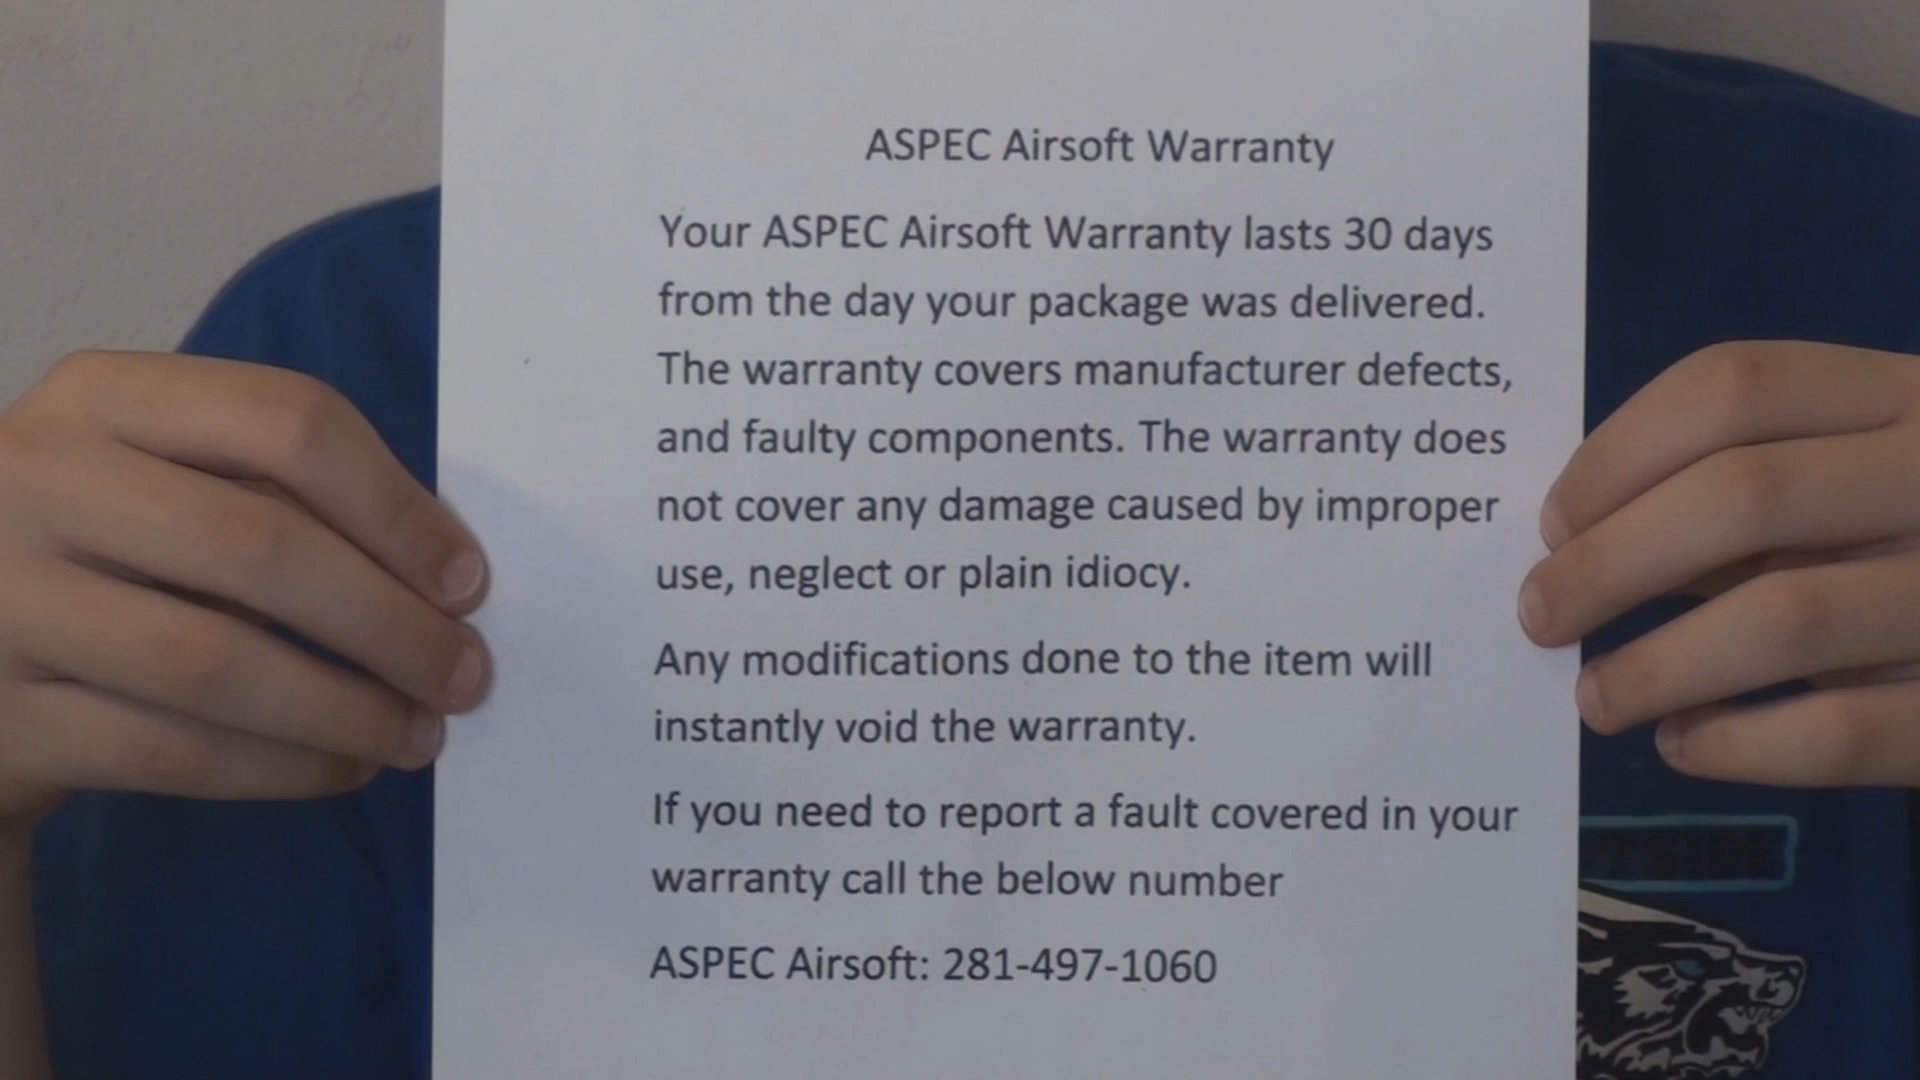 ASPEC Airsoft Warranty
Your ASPEC Airsoft Warranty lasts 30 days
from the day your package was delivered.
The warranty covers manufacturer defects,
and faulty components. The warranty does
not cover any damage caused by improper
use, neglect or plain idiocy.
Any modifications done to the item will
instantly void the warranty.
If you need to report a fault covered in your
warranty call the below number
ASPEC Airsoft: 281-497-1060